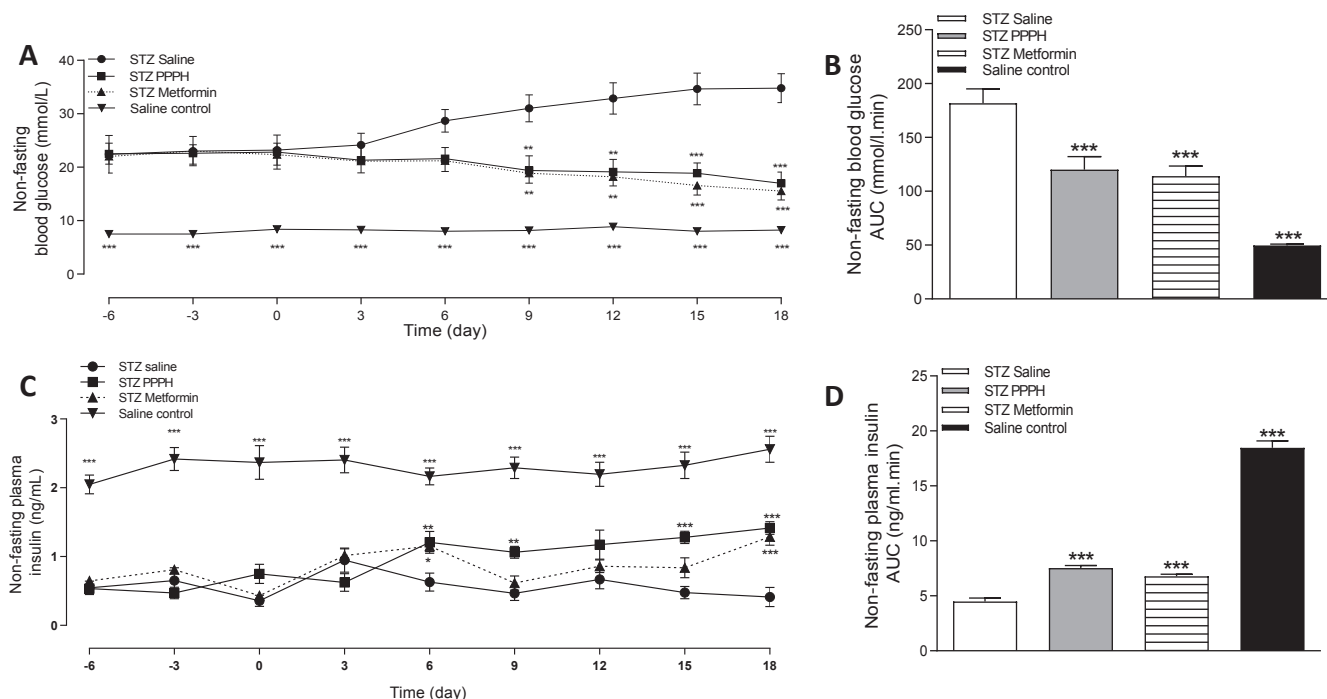 A
STZ Saline
STZ PPPH
STZ Metformin
Saline control
Non-fasting
blood glucose (mmol/L)
40
30
20
10
0
** ** *** ***
** ** *** ***
*** *** *** *** *** *** *** *** ***
-6 -3 0 3 6 9 12 15 18
Time (day)
B
STZ Saline
STZ PPPH
STZ Metformin
Saline control
Non-fasting blood glucose
AUC (mmol/l.min)
250
200
150
100
50
0
*** *** ***
C
STZ saline
STZ PPPH
STZ Metformin
Saline control
Non-fasting plasma
insulin (ng/mL)
3
2
1
0
*** *** *** *** *** *** *** *** ***
** ** *** ***
* ***
-6 -3 0 3 6 9 12 15 18
Time (day)
D
STZ Saline
STZ PPPH
STZ Metformin
Saline control
Non-fasting plasma insulin
AUC (ng/ml.min)
25
20
15
10
5
0
*** *** ***